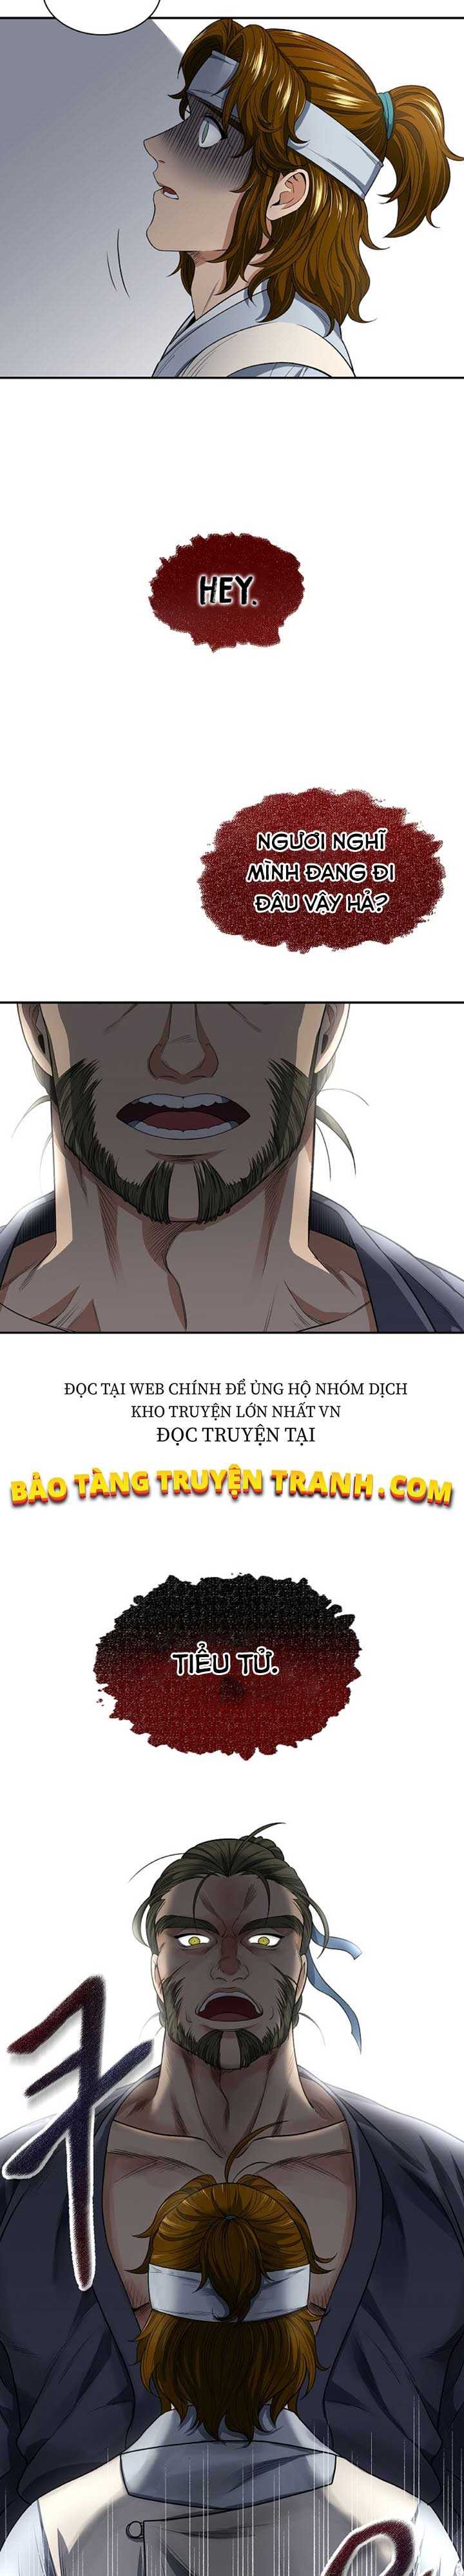 HEY.
NGƯƠI NGHĨ
MÌNH ĐANG ĐI
ĐÂU VẬY HẢ?
ĐỌC TẠI WEB CHÍNH ĐỂ ỦNG HỘ NHÓM DỊCH
KHO TRUYỆN LỚN NHẤT VN
ĐỌC TRUYỆN TẠI
BẢO TÀNG TRUYỆN TRANH.COM
TIỂU TỬ.